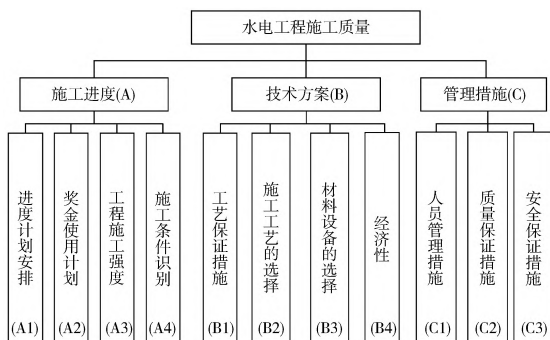 水电工程施工质量
施工进度(A)
技术方案(B)
管理措施(C)
进度计划安排
(A1)
奖金使用计划
(A2)
工程施工强度
(A3)
施工条件识别
(A4)
工艺保证措施
(B1)
施工工艺的选择
(B2)
材料设备的选择
(B3)
经济性
(B4)
人员管理措施
(C1)
质量保证措施
(C2)
安全保证措施
(C3)